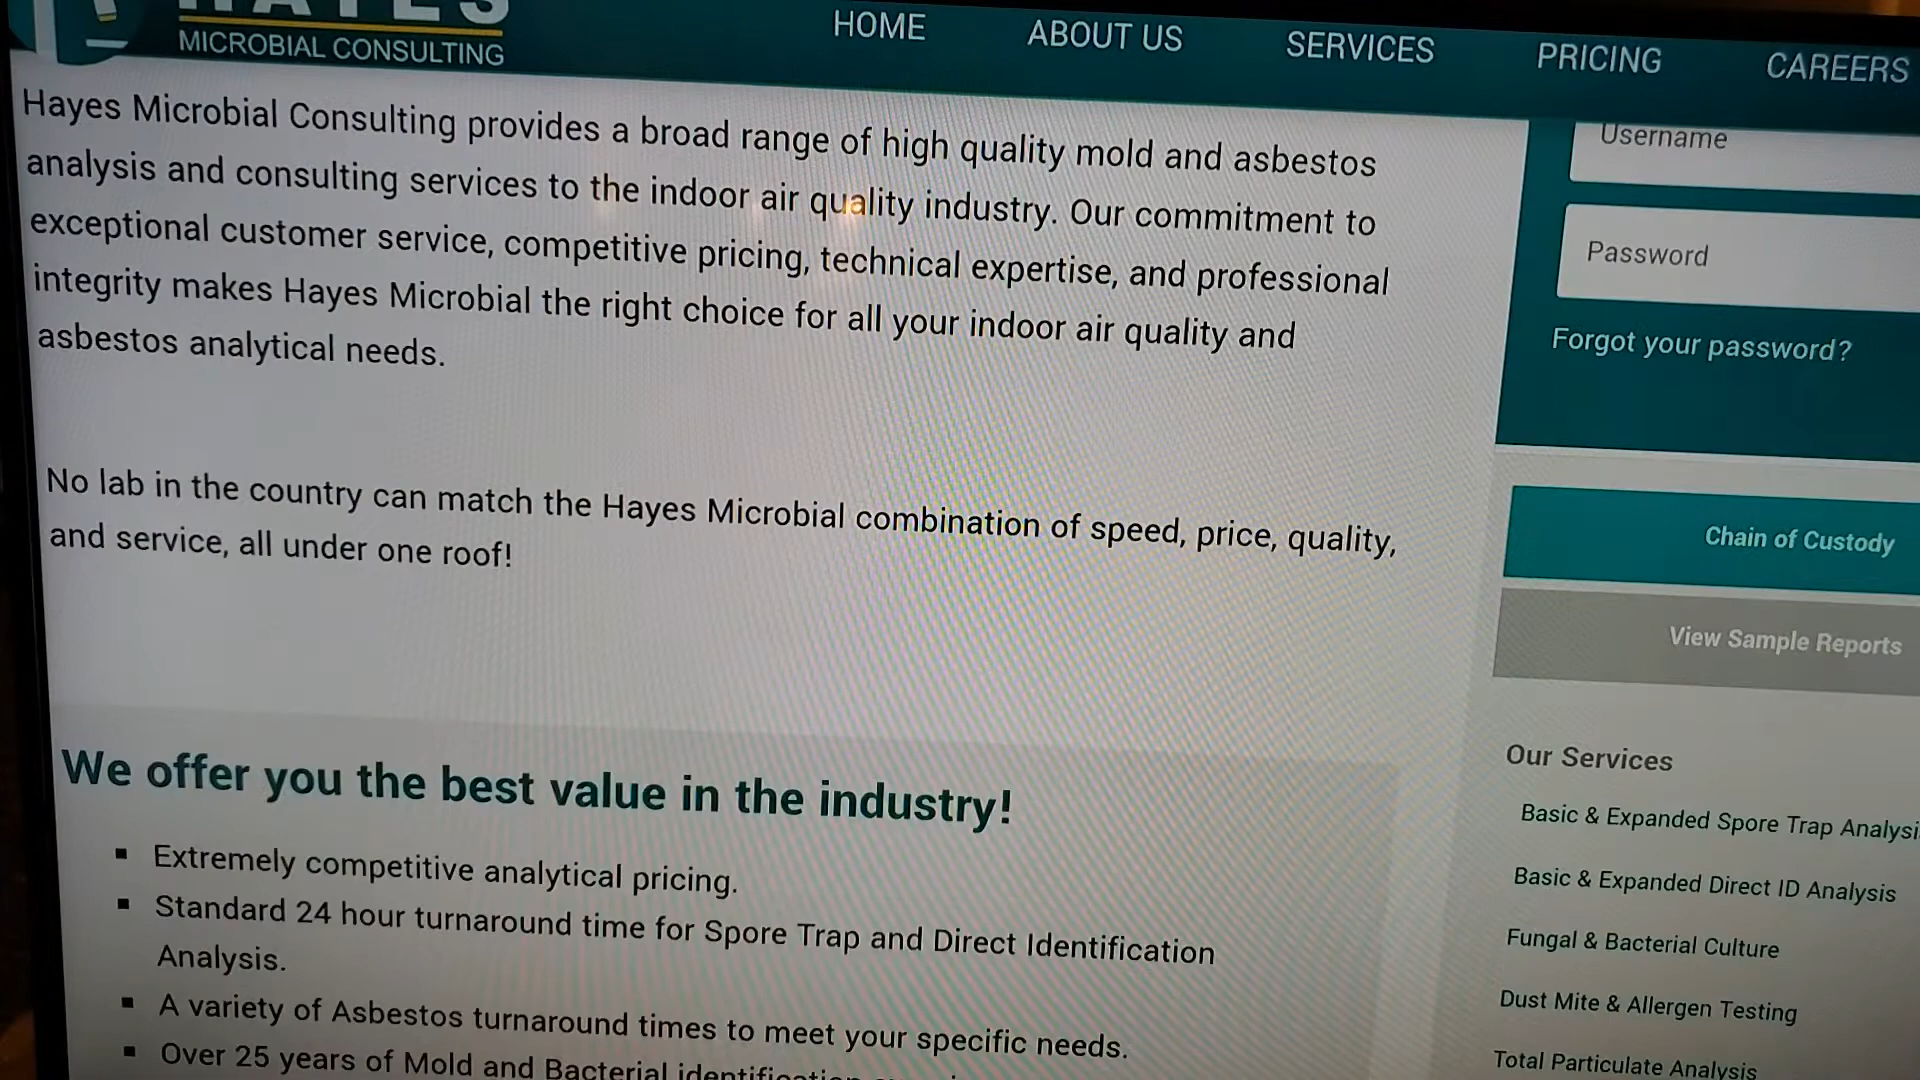 HAYES
MICROBIAL CONSULTING
HOME
ABOUT US
SERVICES
PRICING
CAREERS
Hayes Microbial Consulting provides a broad range of high quality mold and asbestos
analysis and consulting services to the indoor air quality industry. Our commitment to
exceptional customer service, competitive pricing, technical expertise, and professional
integrity makes Hayes Microbial the right choice for all your indoor air quality and
asbestos analytical needs.
No lab in the country can match the Hayes Microbial combination of speed, price, quality,
and service, all under one roof!
We offer you the best value in the industry!
▪ Extremely competitive analytical pricing.
▪ Standard 24 hour turnaround time for Spore Trap and Direct Identification
Analysis.
▪ A variety of Asbestos turnaround times to meet your specific needs.
▪ Over 25 years of Mold and Bacterial identification
Username
Password
Forgot your password?
Chain of Custody
View Sample Reports
Our Services
Basic & Expanded Spore Trap Analysi
Basic & Expanded Direct ID Analysis
Fungal & Bacterial Culture
Dust Mite & Allergen Testing
Total Particulate Analysis